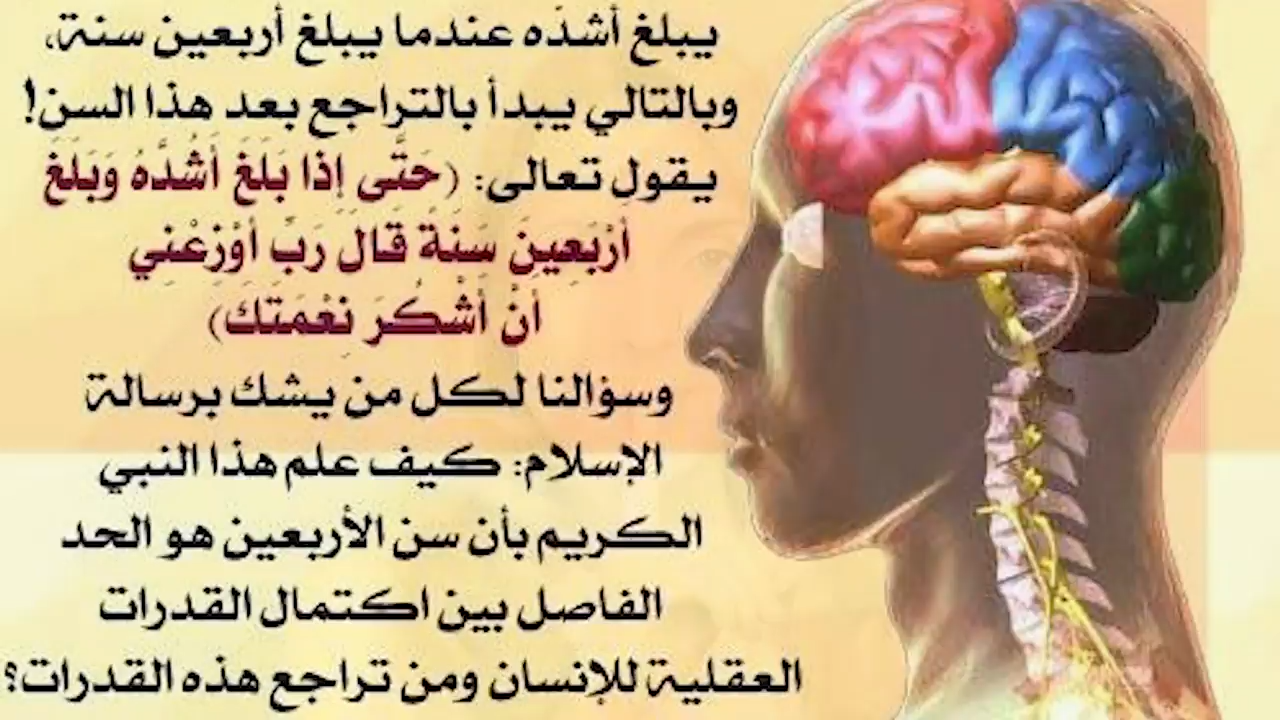 يبلغ أشدّه عندما يبلغ أربعين سنة،
وبالتالي يبدأ بالتراجع بعد هذا السن!
يقول تعالى: (حَتَّى إِذَا بَلَغَ أَشُدَّهُ وَبَلَغَ
أَرْبَعِينَ سَنَةً قَالَ رَبِّ أَوْزِعْنِي
أَنْ أَشْكُرَ نِعْمَتَكَ)
وسؤالنا لكل من يشك برسالة
الإسلام: كيف علم هذا النبي
الكريم بأن سن الأربعين هو الحد
الفاصل بين اكتمال القدرات
العقلية للإنسان ومن تراجع هذه القدرات؟